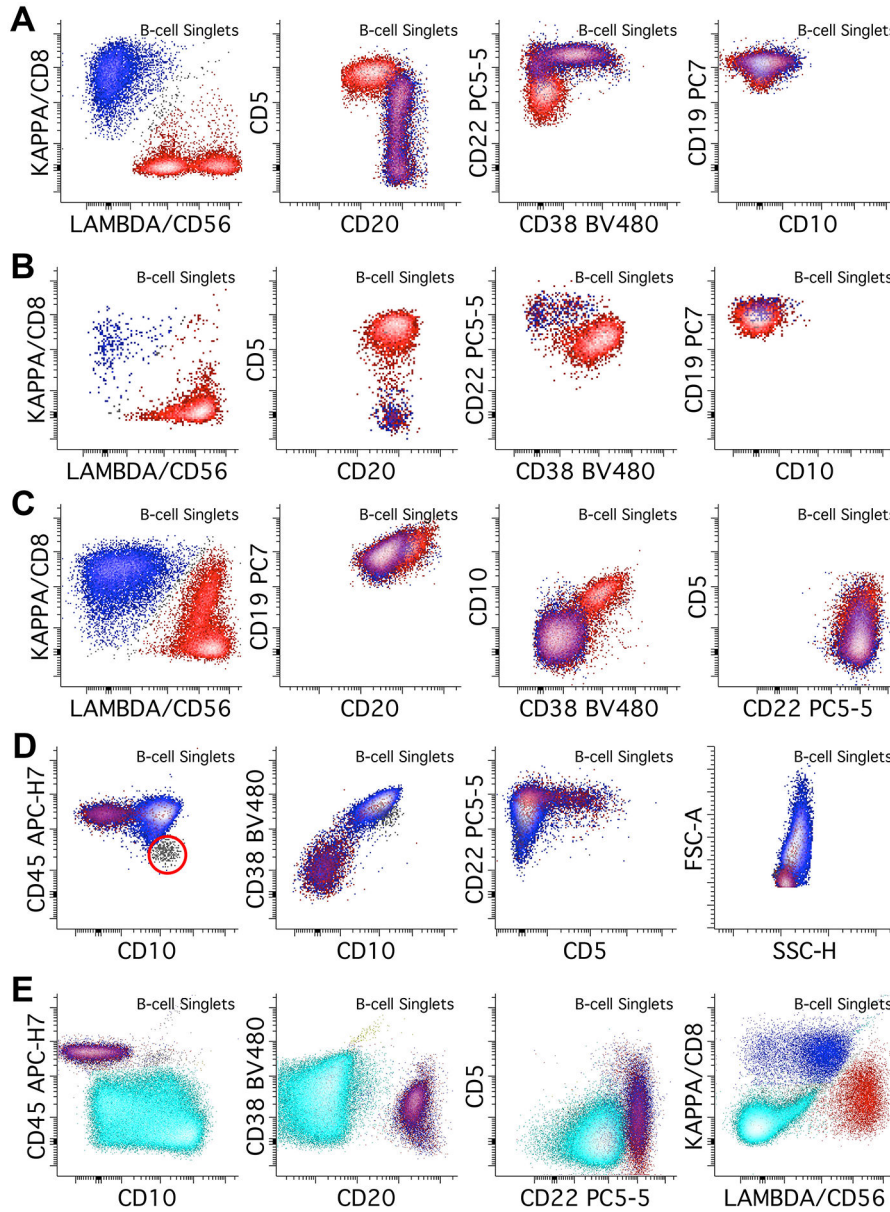 A
B-cell Singlets
B-cell Singlets
B-cell Singlets
B-cell Singlets
KAPPA/CD8
CD5
CD22 PC5-5
CD19 PC7
LAMBDA/CD56
CD20
CD38 BV480
CD10
B
B-cell Singlets
B-cell Singlets
B-cell Singlets
B-cell Singlets
KAPPA/CD8
CD5
CD22 PC5-5
CD19 PC7
LAMBDA/CD56
CD20
CD38 BV480
CD10
C
B-cell Singlets
B-cell Singlets
B-cell Singlets
B-cell Singlets
KAPPA/CD8
CD19 PC7
CD10
CD5
LAMBDA/CD56
CD20
CD38 BV480
CD22 PC5-5
D
B-cell Singlets
B-cell Singlets
B-cell Singlets
B-cell Singlets
CD45 APC-H7
CD38 BV480
CD22 PC5-5
FSC-A
CD10
CD10
CD5
SSC-H
E
B-cell Singlets
B-cell Singlets
B-cell Singlets
B-cell Singlets
CD45 APC-H7
CD38 BV480
CD5
KAPPA/CD8
CD10
CD20
CD22 PC5-5
LAMBDA/CD56